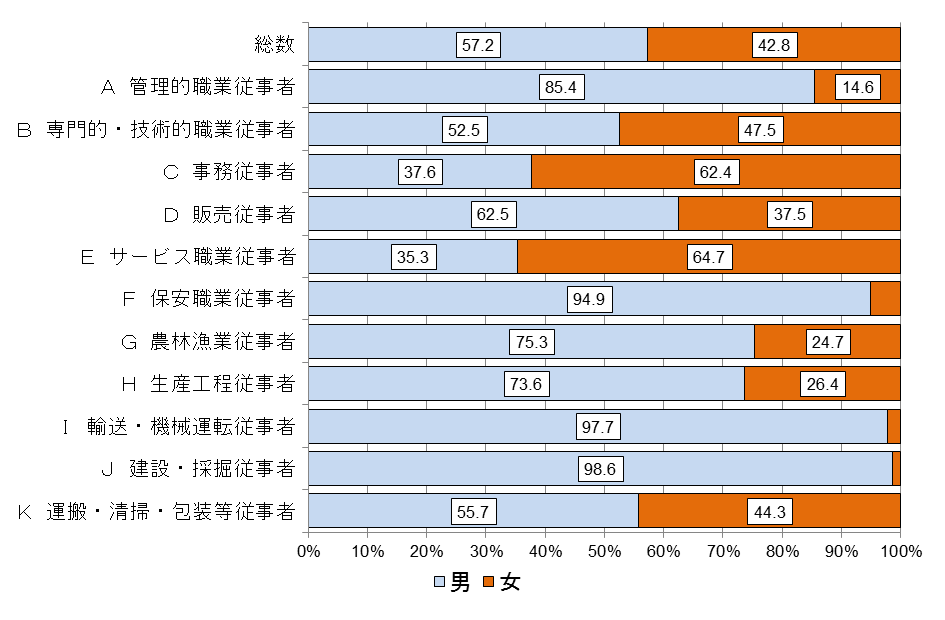 総数 57.2 42.8
A 管理的職業従事者 85.4 14.6
B 専門的・技術的職業従事者 52.5 47.5
C 事務従事者 37.6 62.4
D 販売従事者 62.5 37.5
E サービス職業従事者 35.3 64.7
F 保安職業従事者 94.9
G 農林漁業従事者 75.3 24.7
H 生産工程従事者 73.6 26.4
I 輸送・機械運転従事者 97.7
J 建設・採掘従事者 98.6
K 運搬・清掃・包装等従事者 55.7 44.3
0% 10% 20% 30% 40% 50% 60% 70% 80% 90% 100%
男 女